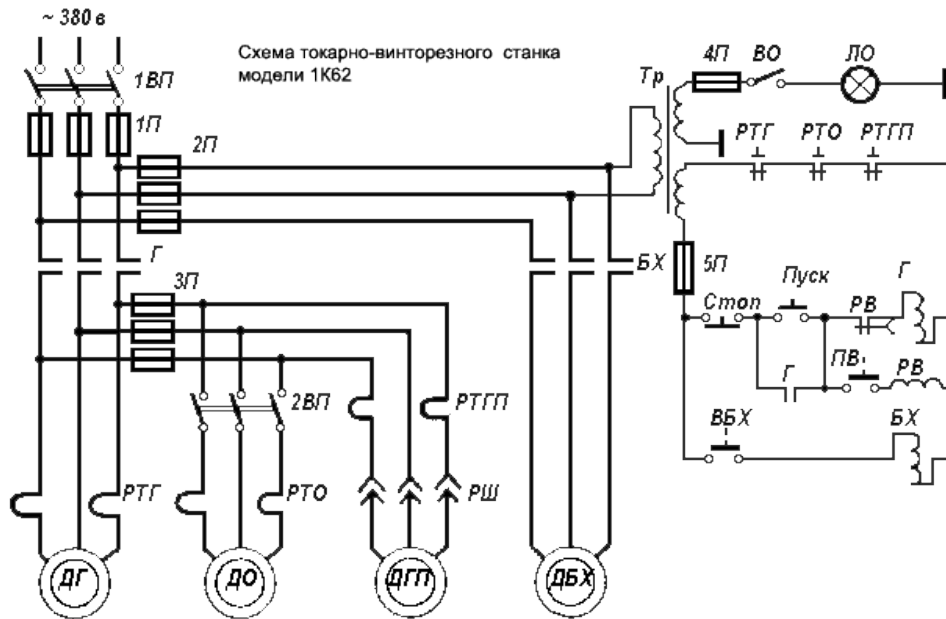 ~ 380 в
Схема токарно-винторезного станка
модели 1К62
1ВП
1П
2П
Тр
4П
ВО
ЛО
РТГ
РТО
РТГП
Г
БХ
5П
3П
Стоп
Пуск
РВ
Г
Г
ПВ
РВ
2ВП
РТГП
ВБХ
БХ
РТГ
РТО
РШ
ДГ
ДО
ДГП
ДБХ